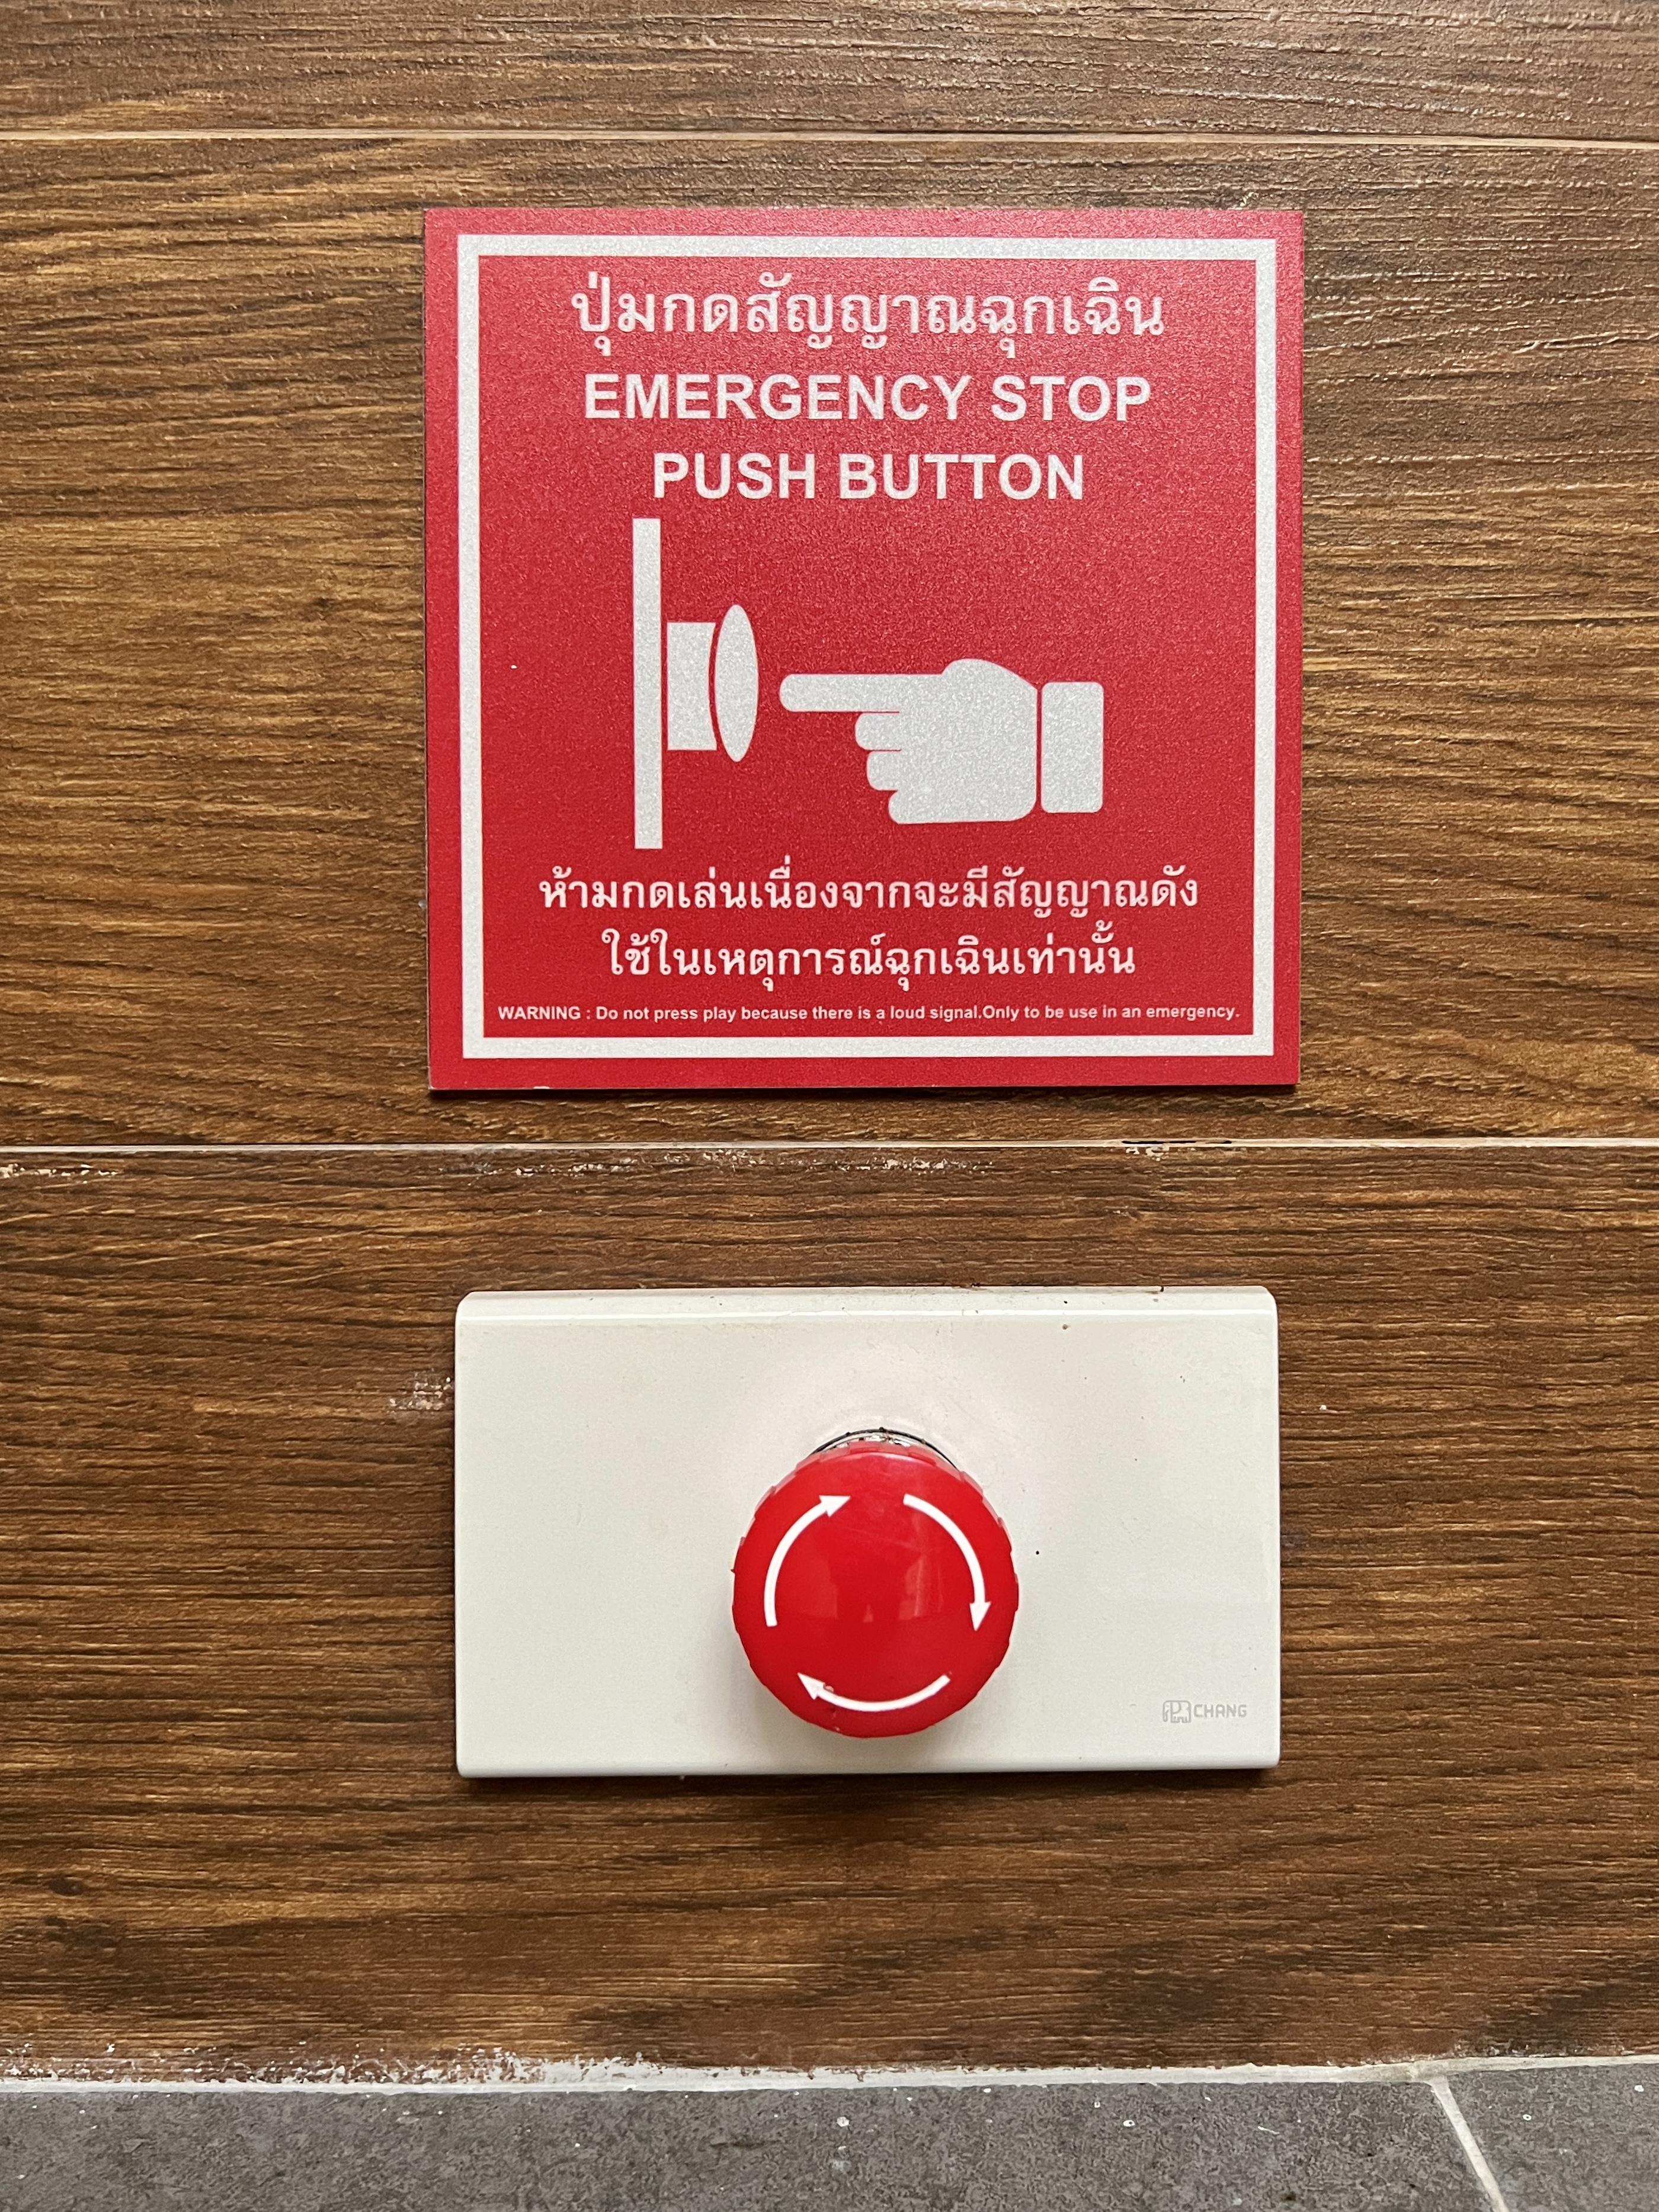 ปุ่มกดสัญญาณฉุกเฉิน
EMERGENCY STOP
PUSH BUTTON
ห้ามกดเล่นเนื่องจากจะมีสัญญาณดัง
ใช้ในเหตุการณ์ฉุกเฉินเท่านั้น
WARNING : Do not press play because there is a loud signal.Only to be use in an emergency.
CHANG